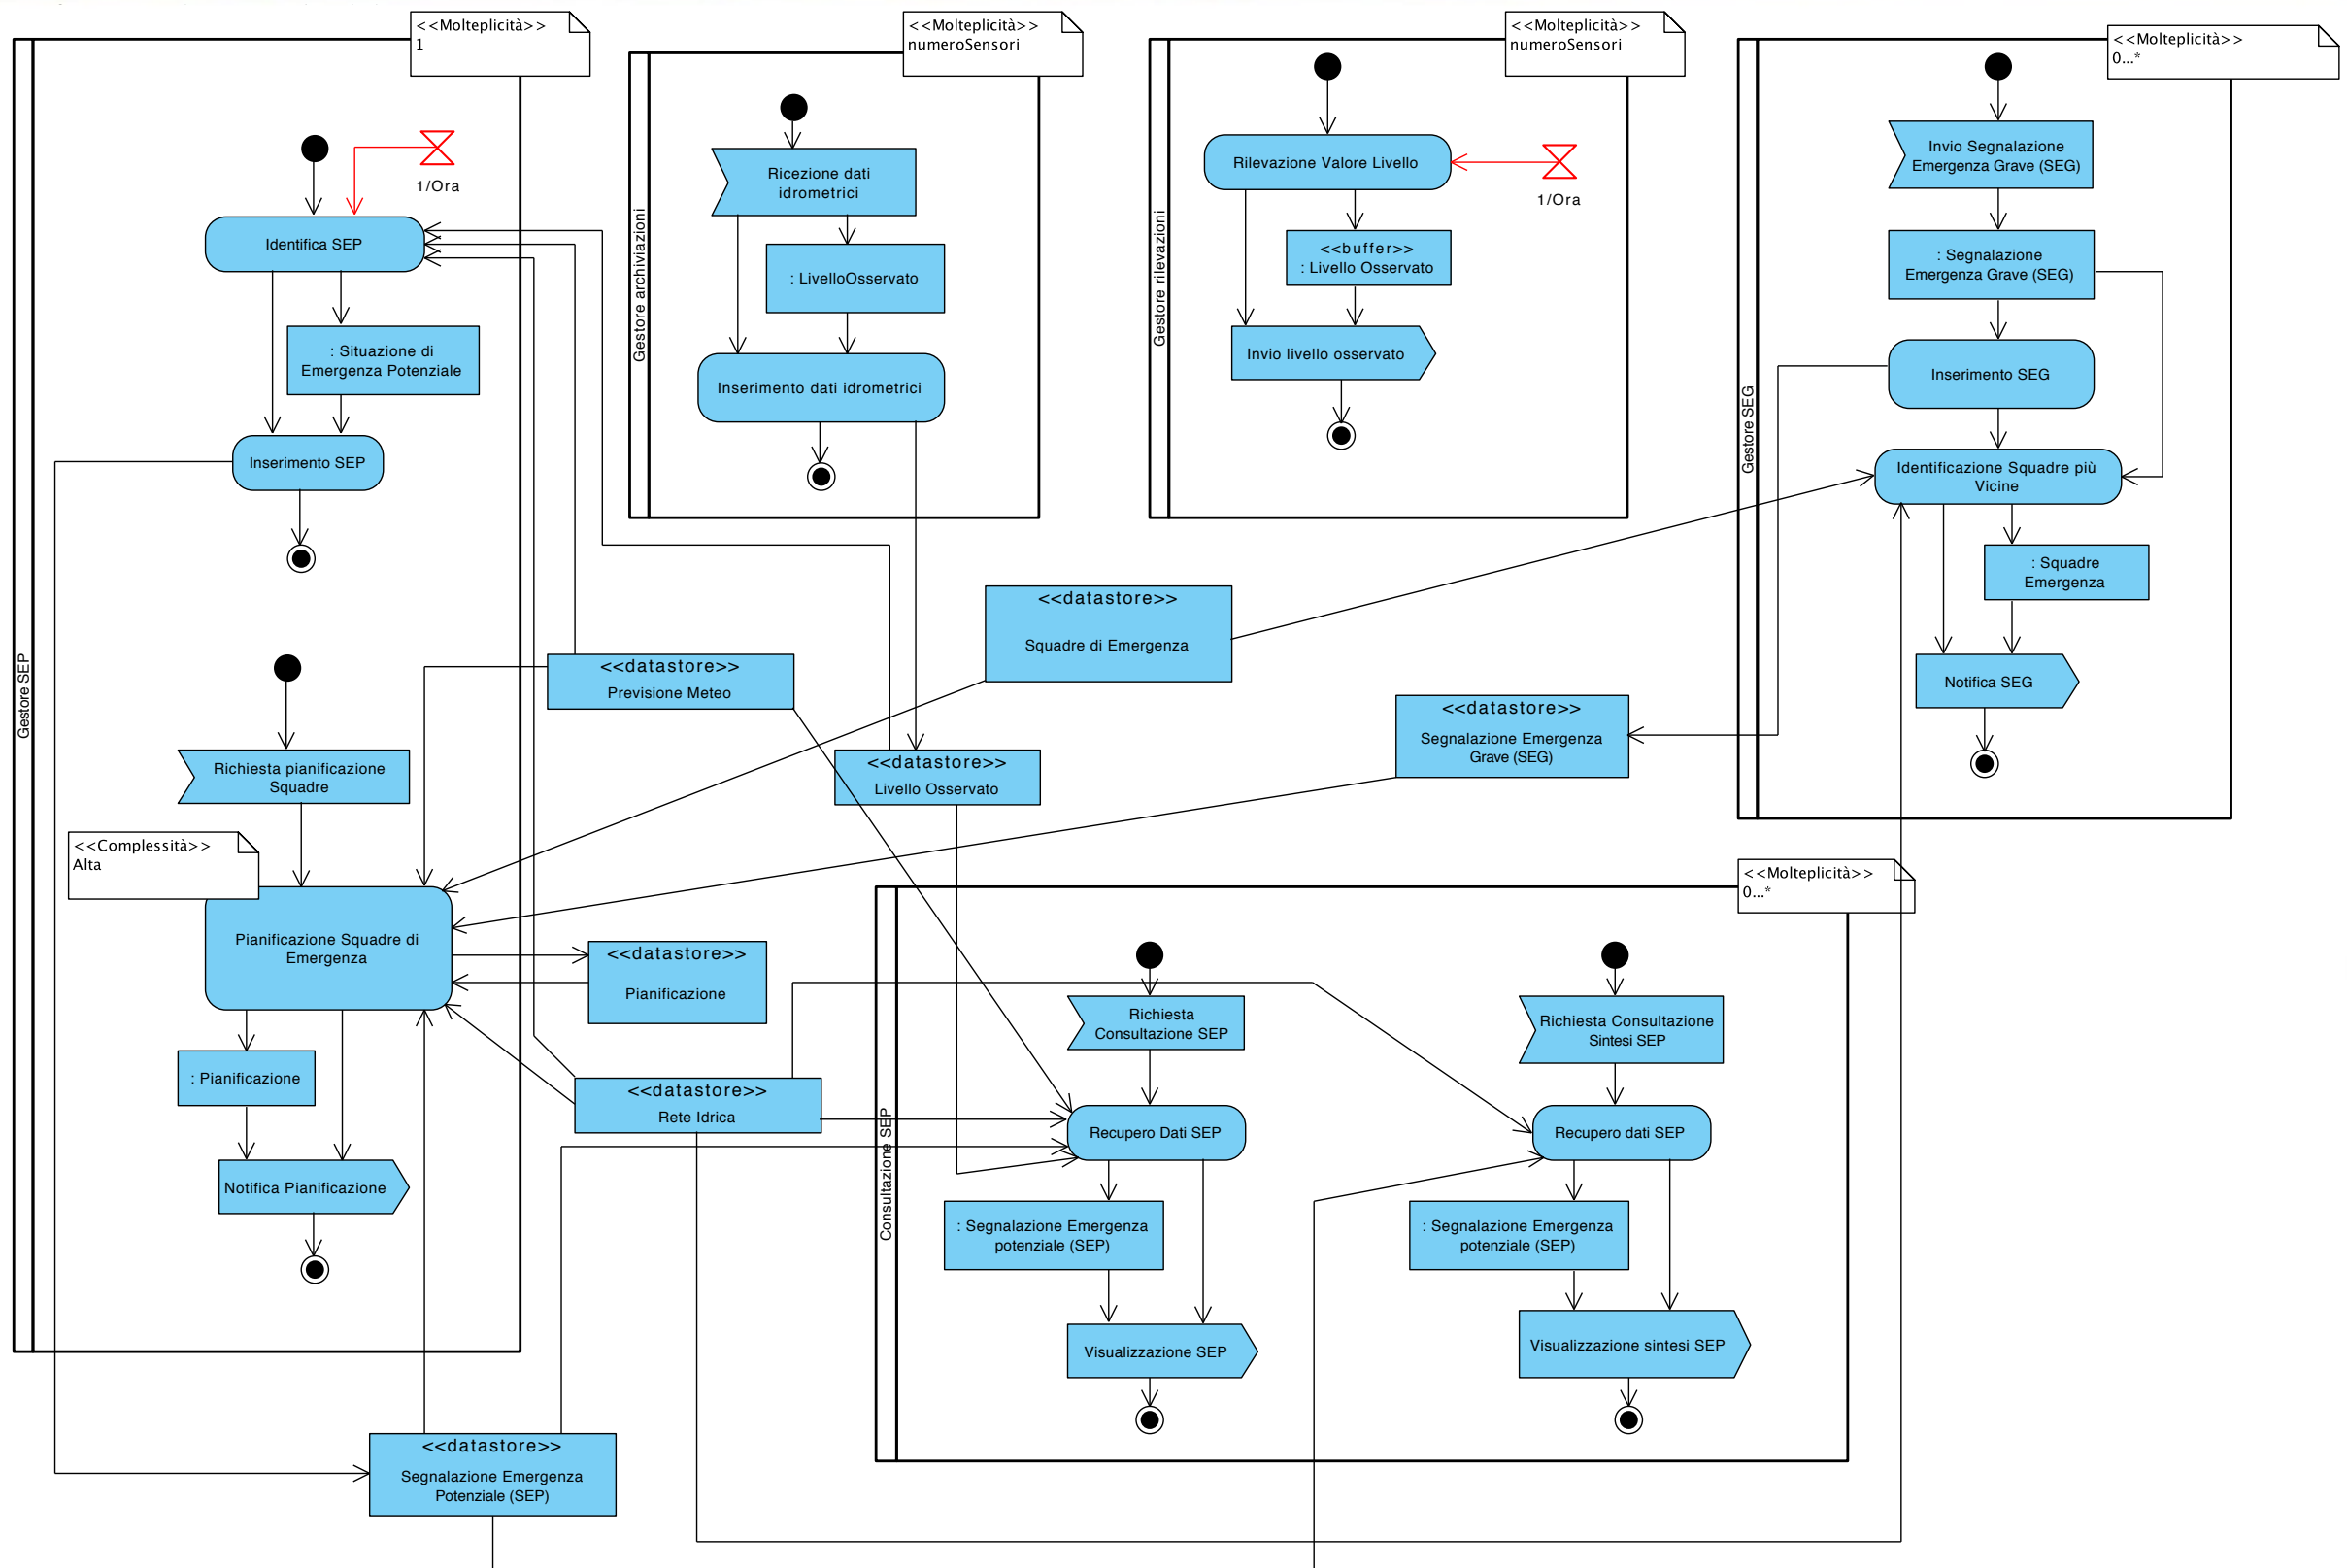 <<Molteplicità>>
1
Gestore SEP
1/Ora
Identifica SEP
: Situazione di
Emergenza Potenziale
Inserimento SEP
Richiesta pianificazione
Squadre
<<Complessità>>
Alta
Pianificazione Squadre di
Emergenza
: Pianificazione
Notifica Pianificazione
<<Molteplicità>>
numeroSensori
Gestore archiviazioni
Ricezione dati
idrometrici
: LivelloOsservato
Inserimento dati idrometrici
<<Molteplicità>>
numeroSensori
Gestore rilevazioni
Rilevazione Valore Livello
1/Ora
<<buffer>>
: Livello Osservato
Invio livello osservato
<<Molteplicità>>
0...*
Gestore SEG
Invio Segnalazione
Emergenza Grave (SEG)
: Segnalazione
Emergenza Grave (SEG)
Inserimento SEG
Identificazione Squadre più
Vicine
: Squadre
Emergenza
Notifica SEG
<<datastore>>
Squadre di Emergenza
<<datastore>>
Previsione Meteo
<<datastore>>
Segnalazione Emergenza
Grave (SEG)
<<datastore>>
Livello Osservato
<<datastore>>
Pianificazione
<<datastore>>
Rete Idrica
<<datastore>>
Segnalazione Emergenza
Potenziale (SEP)
<<Molteplicità>>
0...*
Consultazione SEP
Richiesta
Consultazione SEP
Recupero Dati SEP
: Segnalazione Emergenza
potenziale (SEP)
Visualizzazione SEP
Richiesta Consultazione
Sintesi SEP
Recupero dati SEP
: Segnalazione Emergenza
potenziale (SEP)
Visualizzazione sintesi SEP